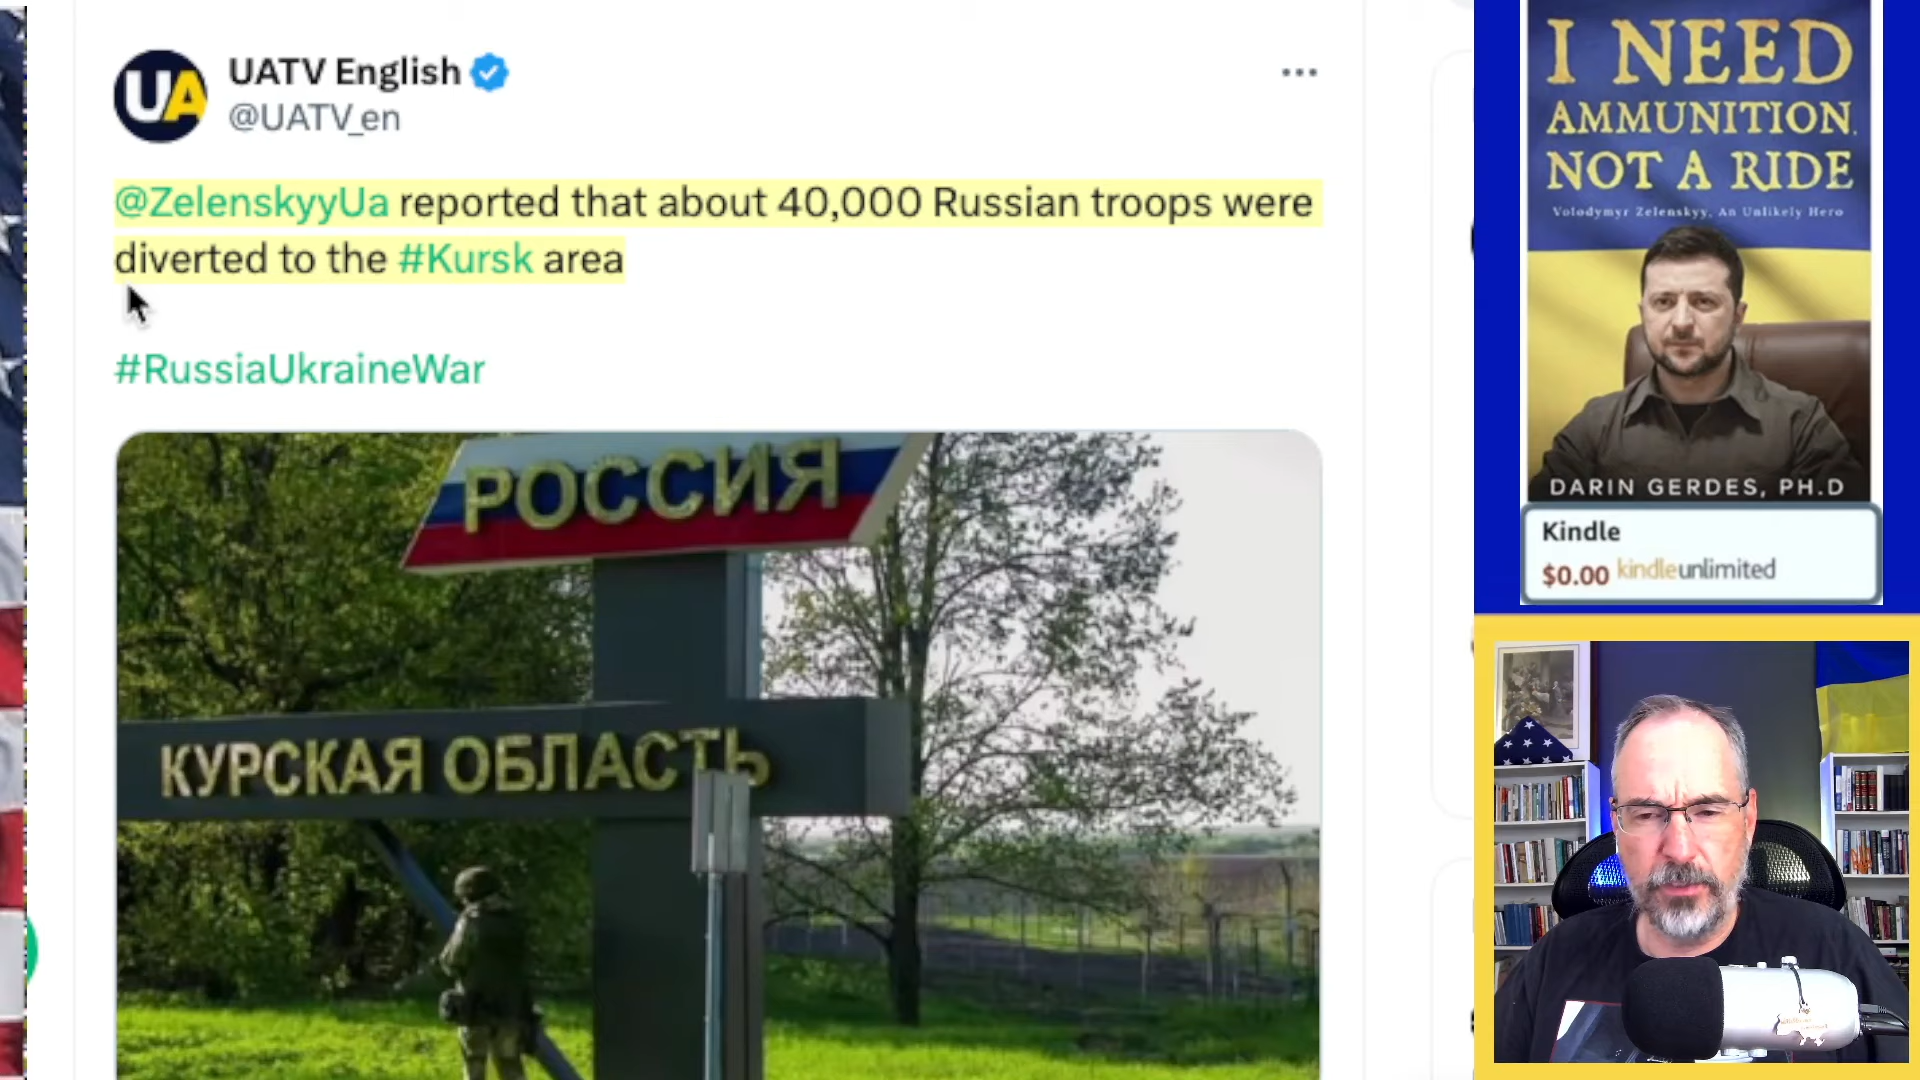 UA
UATV English
@UATV_en
@ZelenskyyUa reported that about 40,000 Russian troops were
diverted to the #Kursk area
#RussiaUkraineWar
РОССИЯ
КУРСКАЯ ОБЛАСТЬ
I NEED
AMMUNITION,
NOT A RIDE
Volodymyr Zelenskyy, An Unlikely Hero
DARIN GERDES, PH.D
Kindle
$0.00 kindleunlimited